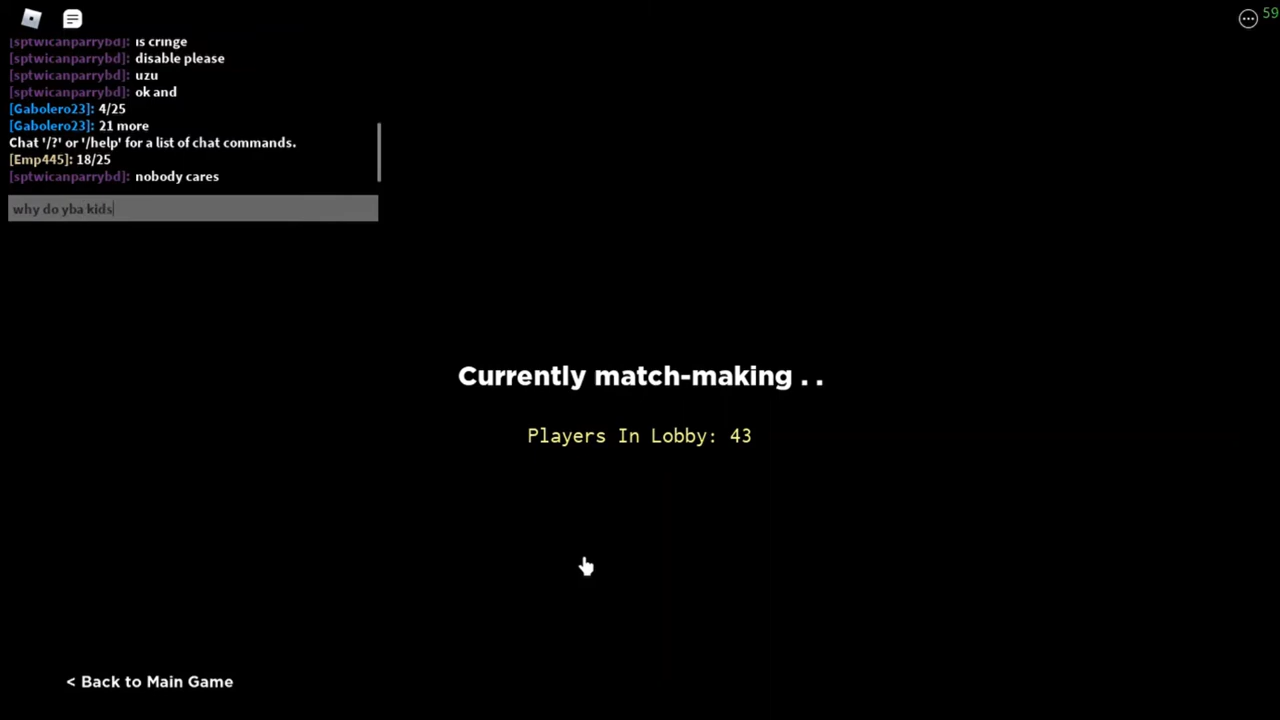 59
[sptwicanparrybd]: is cringe
[sptwicanparrybd]: disable please
[sptwicanparrybd]: uzu
[sptwicanparrybd]: ok and
[Gabolero23]: 4/25
[Gabolero23]: 21 more
Chat '/?' or '/help' for a list of chat commands.
[Emp445]: 18/25
[sptwicanparrybd]: nobody cares
why do yba kids
Currently match-making . .
Players In Lobby: 43
< Back to Main Game